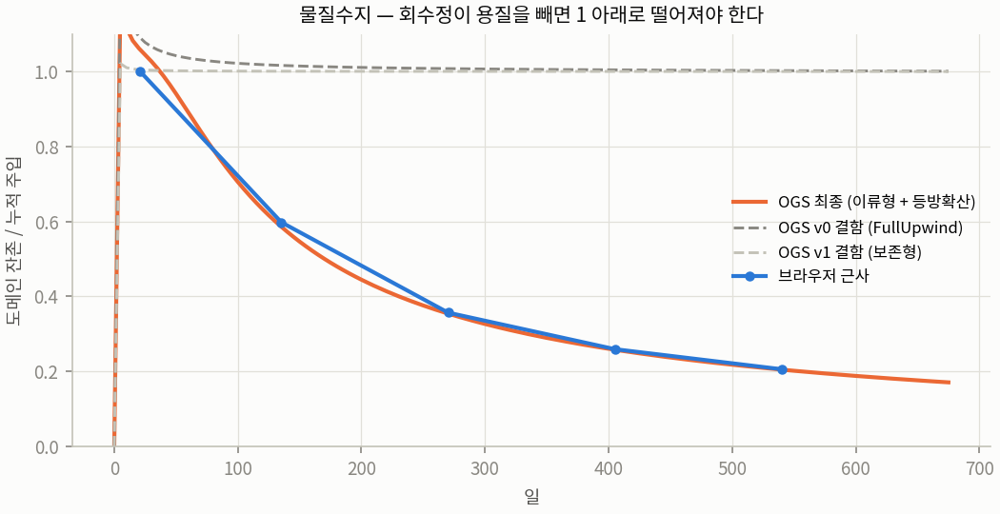 물질수지 — 회수정이 용질을 빼면 1 아래로 떨어져야 한다
도메인 잔존 / 누적 주입
1.0
0.8
0.6
0.4
0.2
0.0
OGS 최종 (이류형 + 등방확산)
OGS v0 결함 (FullUpwind)
OGS v1 결함 (보존형)
브라우저 근사
0 100 200 300 400 500 600 700
일